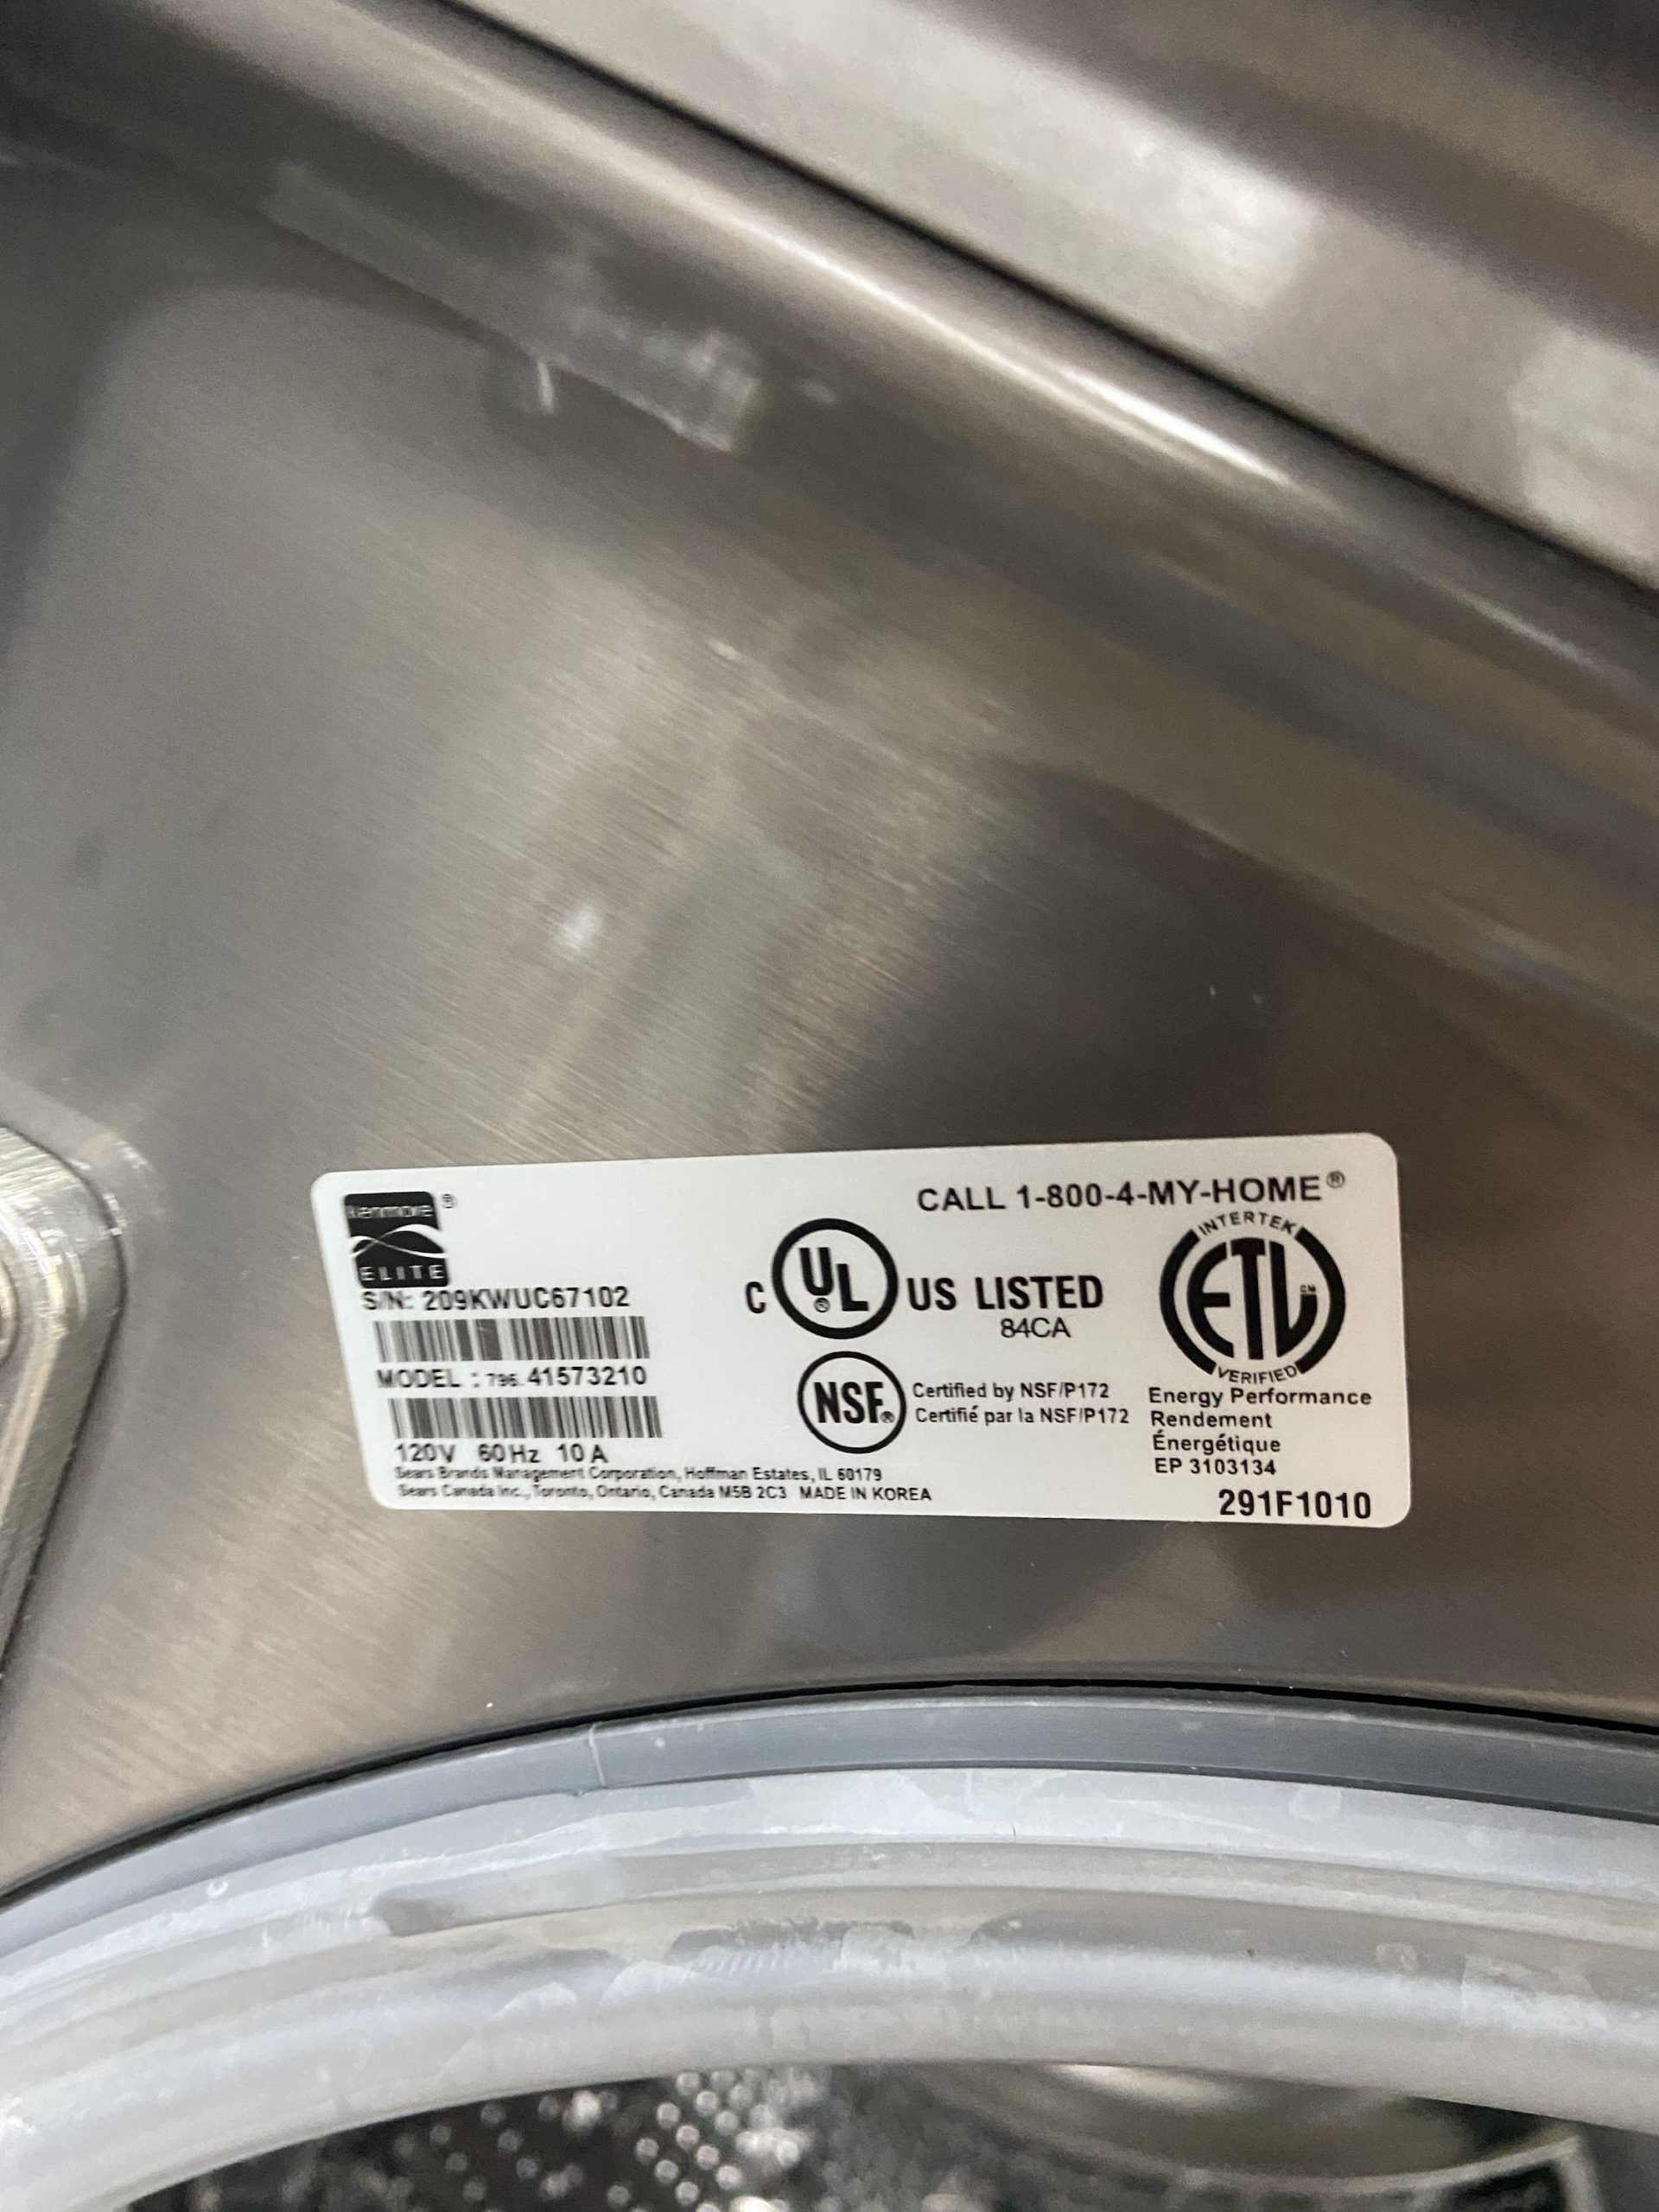 CALL 1-800-4-MY-HOME®
Kenmore®
ELITE
S/N: 209KWUC67102
MODEL : 796.41573210
120V 60Hz 10A
Sears Brands Management Corporation, Hoffman Estates, IL 60179
Sears Canada Inc., Toronto, Ontario, Canada M5B 2C3 MADE IN KOREA
C UL® US LISTED
84CA
NSF® Certified by NSF/P172
Certifié par la NSF/P172
INTERTEK
ETL CM
VERIFIED
Energy Performance
Rendement
Énergétique
EP 3103134
291F1010